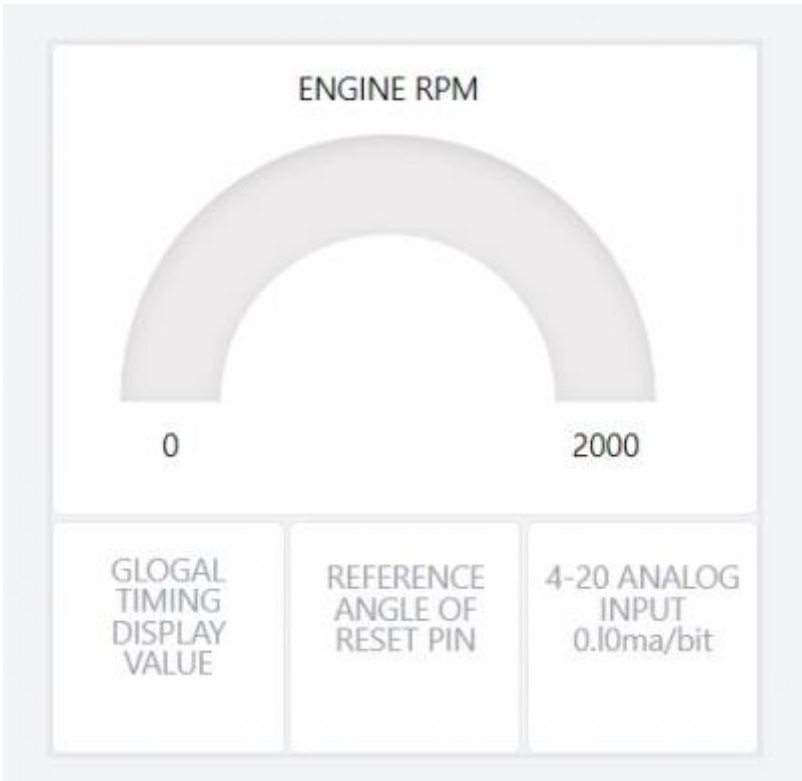 ENGINE RPM
0
2000
GLOGAL
TIMING
DISPLAY
VALUE
REFERENCE
ANGLE OF
RESET PIN
4-20 ANALOG
INPUT
0.l0ma/bit